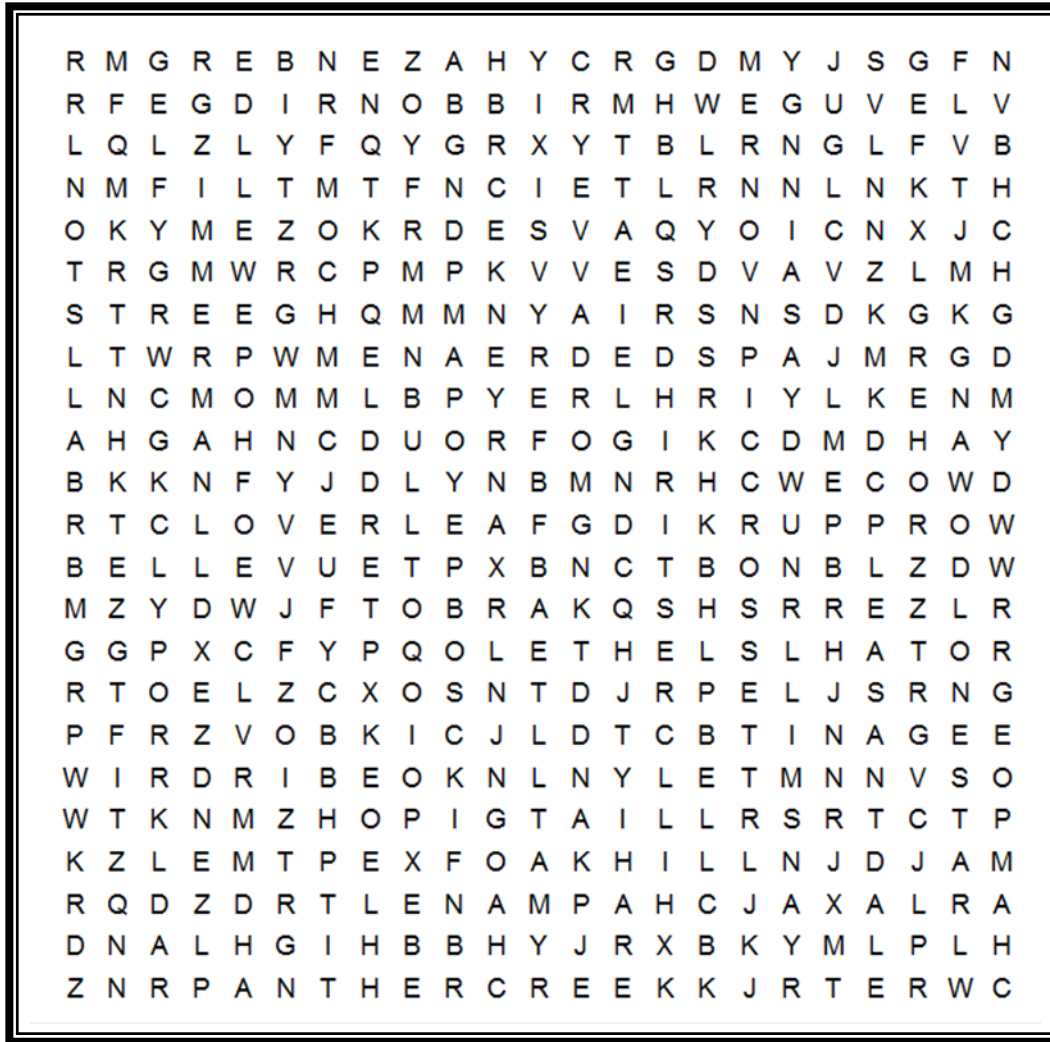 R M G R E B N E Z A H Y C R G D M Y J S G F N
R F E G D I R N O B B I R M H W E G U V E L V
L Q L Z L Y F Q Y G R X Y T B L R N G L F V B
N M F I L T M T F N C I E T L R N N L N K T H
O K Y M E Z O K R D E S V A Q Y O I C N X J C
T R G M W R C P M P K V V E S D V A V Z L M H
S T R E E G H Q M M N Y A I R S N S D K G K G
L T W R P W M E N A E R D E D S P A J M R G D
L N C M O M M L B P Y E R L H R I Y L K E N M
A H G A H N C D U O R F O G I K C D M D H A Y
B K K N F Y J D L Y N B M N R H C W E C O W D
R T C L O V E R L E A F G D I K R U P P R O W
B E L L E V U E T P X B N C T B O N B L Z D W
M Z Y D W J F T O B R A K Q S H S R R E Z L R
G G P X C F Y P Q O L E T H E L S L H A T O R
R T O E L Z C X O S N T D J R P E L J S R N G
P F R Z V O B K I C J L D T C B T I N A G E E
W I R D R I B E O K N L N Y L E T M N N V S O
W T K N M Z H O P I G T A I L L R S R T C T P
K Z L E M T P E X F O A K H I L L N J D J A M
R Q D Z D R T L E N A M P A H C J A X A L R A
D N A L H G I H B B H Y J R X B K Y M L P L H
Z N R P A N T H E R C R E E K K J R T E R W C